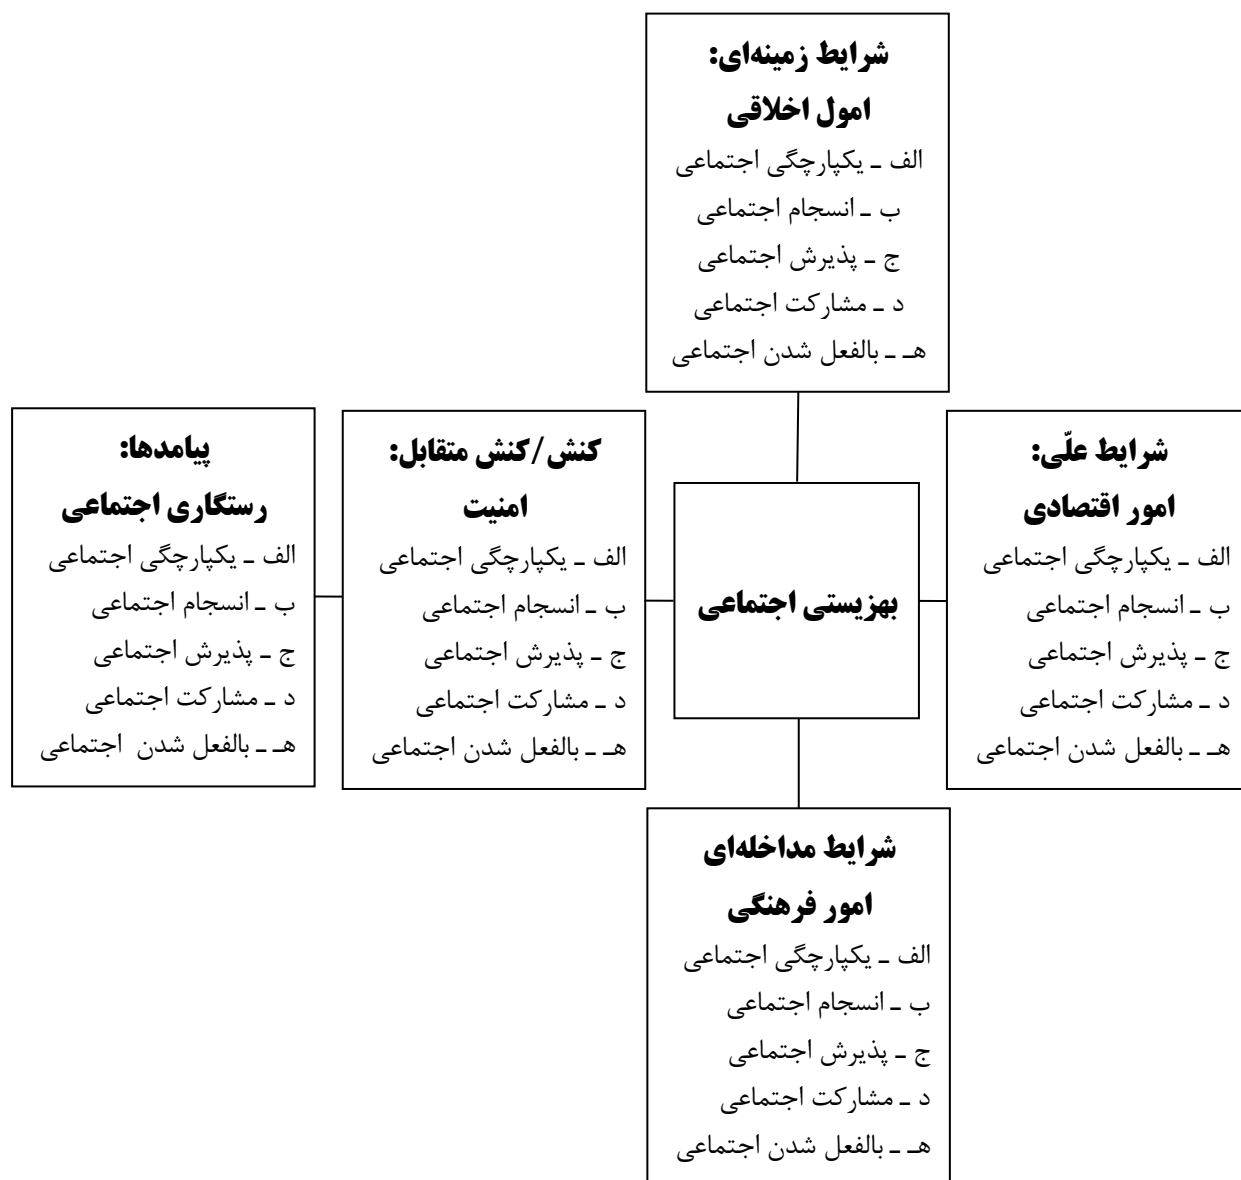 شرایط زمینه‌ای:
امول اخلاقی
الف ـ یکپارچگی اجتماعی
ب ـ انسجام اجتماعی
ج ـ پذیرش اجتماعی
د ـ مشارکت اجتماعی
هـ ـ بالفعل شدن اجتماعی
شرایط علّی:
امور اقتصادی
الف ـ یکپارچگی اجتماعی
ب ـ انسجام اجتماعی
ج ـ پذیرش اجتماعی
د ـ مشارکت اجتماعی
هـ ـ بالفعل شدن اجتماعی
بهزیستی اجتماعی
کنش/کنش متقابل:
امنیت
الف ـ یکپارچگی اجتماعی
ب ـ انسجام اجتماعی
ج ـ پذیرش اجتماعی
د ـ مشارکت اجتماعی
هـ ـ بالفعل شدن اجتماعی
پیامدها:
رستگاری اجتماعی
الف ـ یکپارچگی اجتماعی
ب ـ انسجام اجتماعی
ج ـ پذیرش اجتماعی
د ـ مشارکت اجتماعی
هـ ـ بالفعل شدن اجتماعی
شرایط مداخله‌ای
امور فرهنگی
الف ـ یکپارچگی اجتماعی
ب ـ انسجام اجتماعی
ج ـ پذیرش اجتماعی
د ـ مشارکت اجتماعی
هـ ـ بالفعل شدن اجتماعی